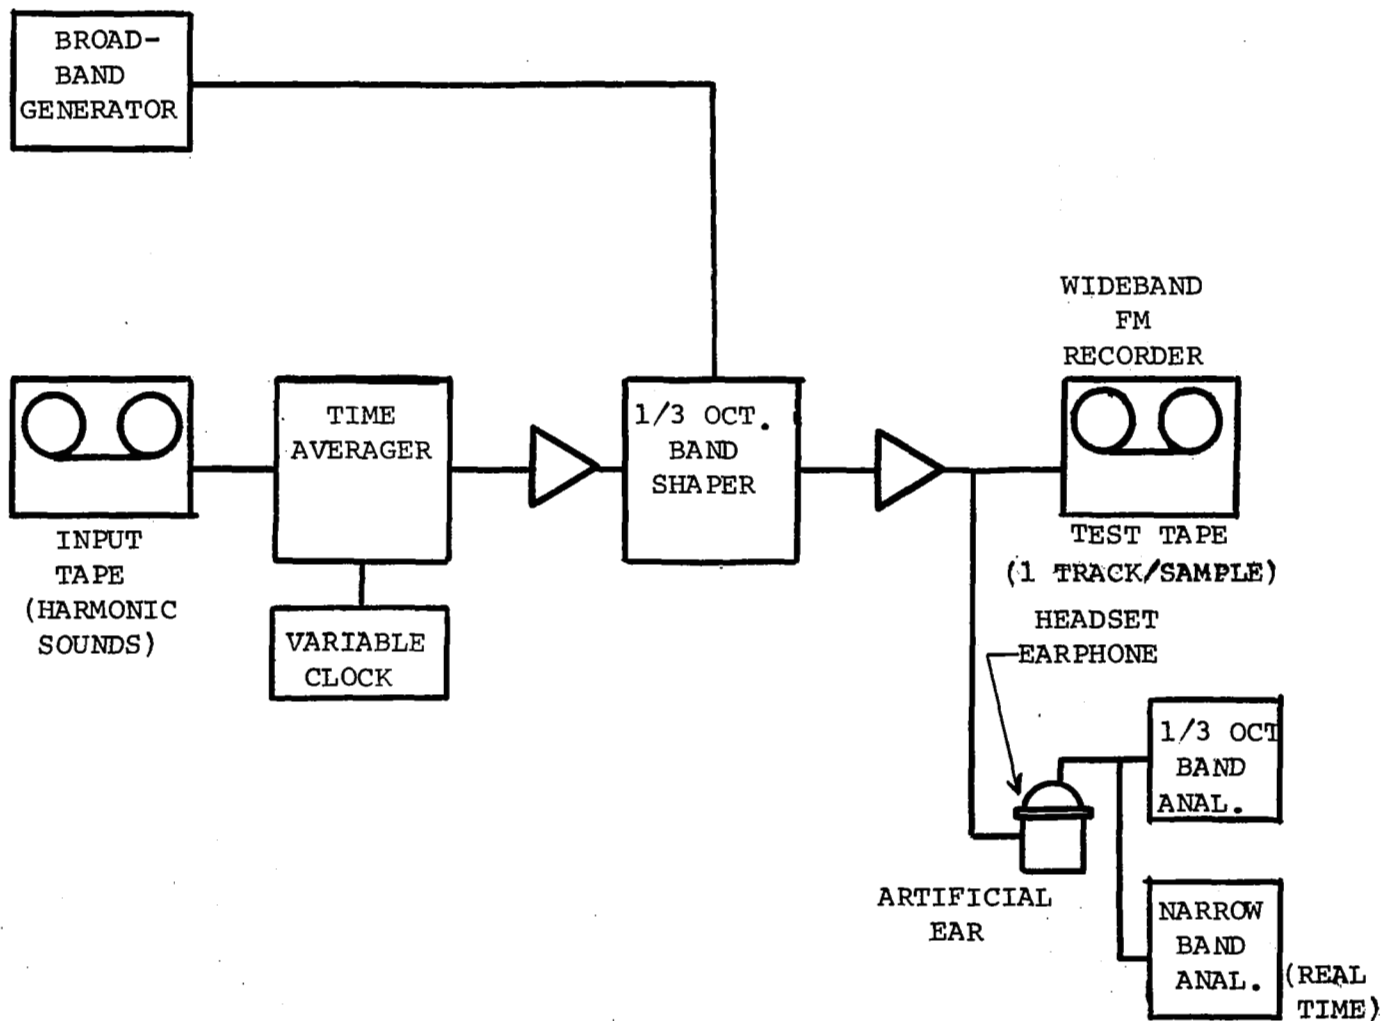 BROAD-
BAND
GENERATOR
WIDEBAND
FM
RECORDER
TIME
AVERAGER
1/3 OCT.
BAND
SHAPER
INPUT
TAPE
(HARMONIC
SOUNDS)
VARIABLE
CLOCK
TEST TAPE
(1 TRACK/SAMPLE)
HEADSET
EARPHONE
1/3 OCT
BAND
ANAL.
ARTIFICIAL
EAR
NARROW
BAND
ANAL.
(REAL
TIME)